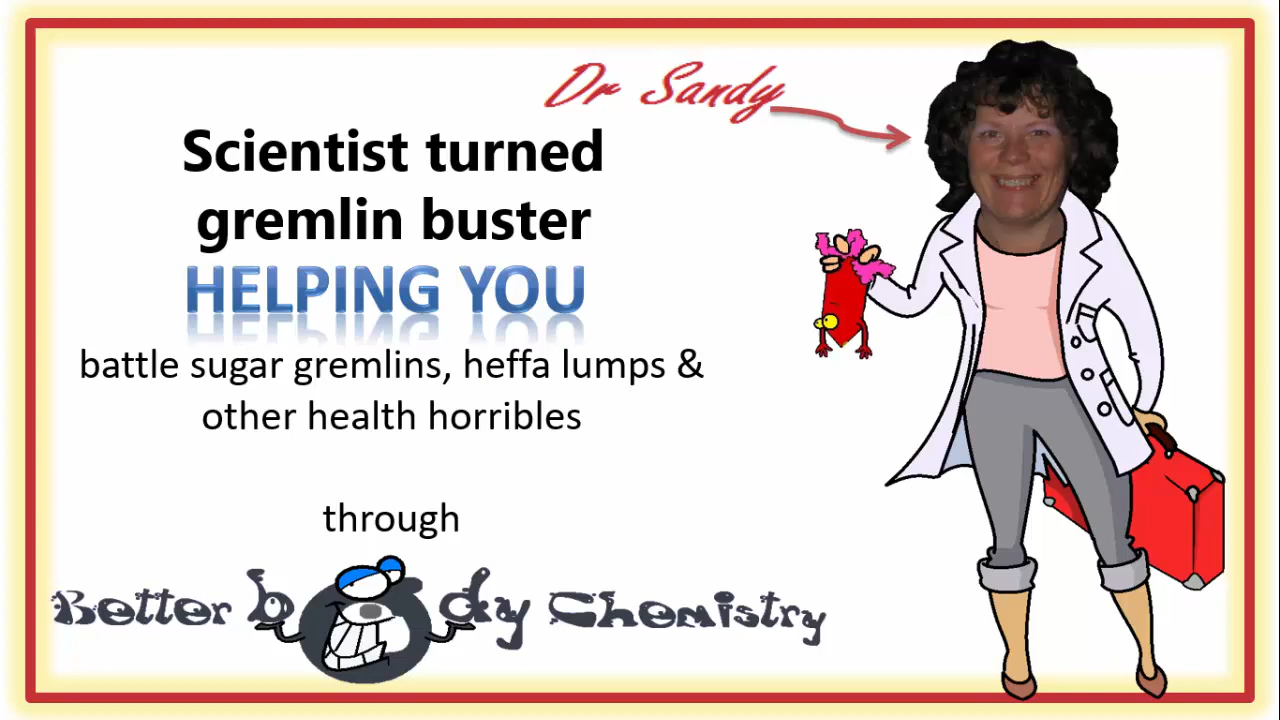 Dr Sandy
Scientist turned
gremlin buster
HELPING YOU
battle sugar gremlins, heffa lumps &
other health horribles
through
Better body Chemistry